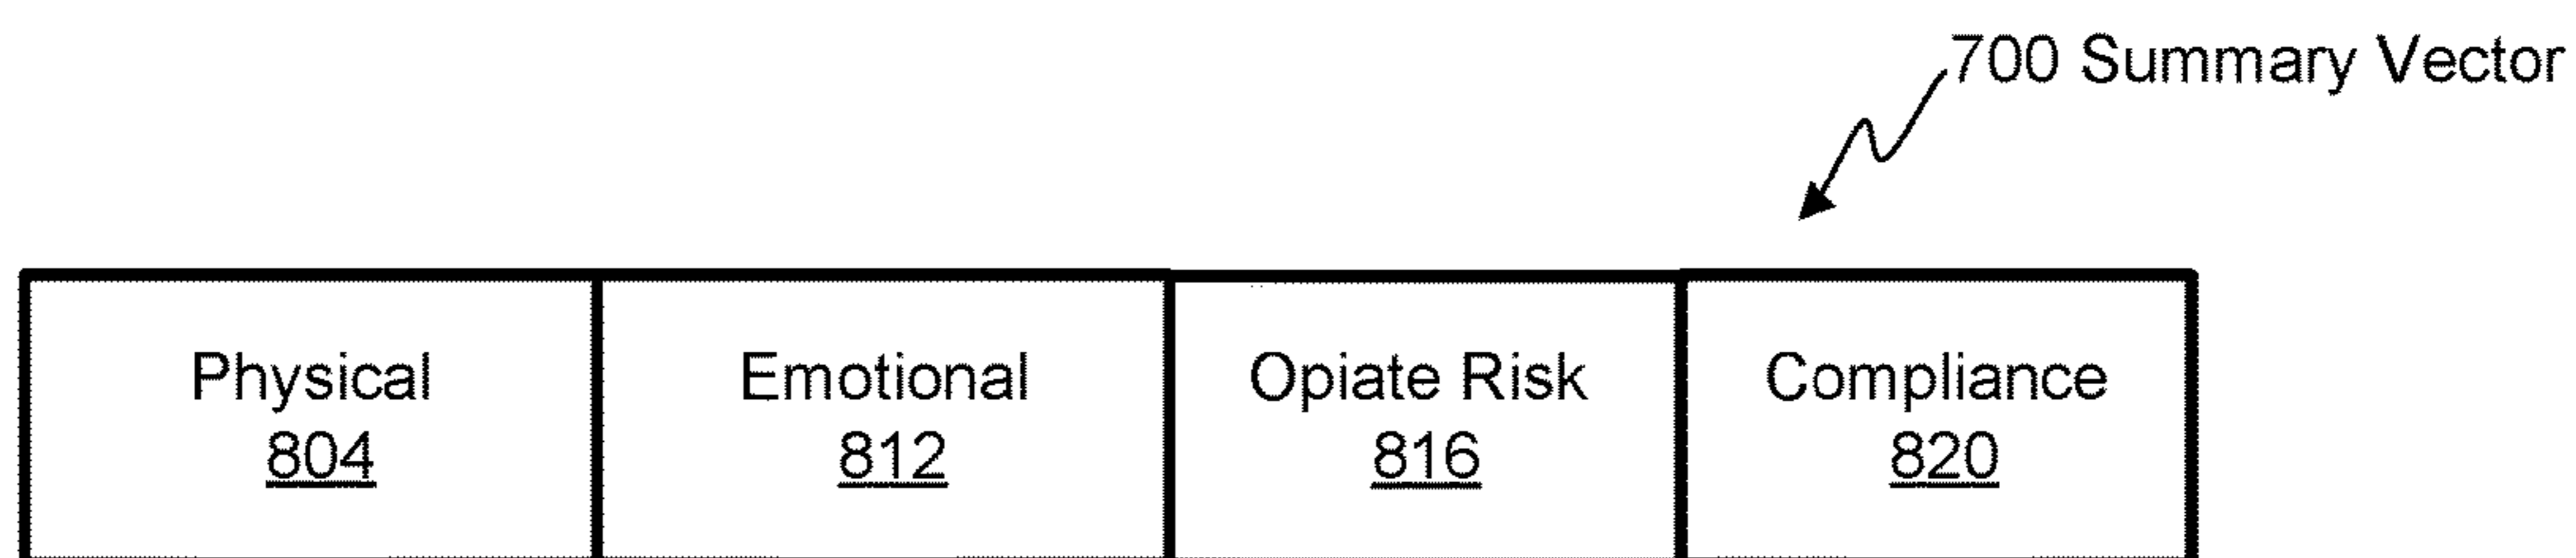 700 Summary Vector
Physical Emotional Opiate Risk Compliance
804 812 816 820